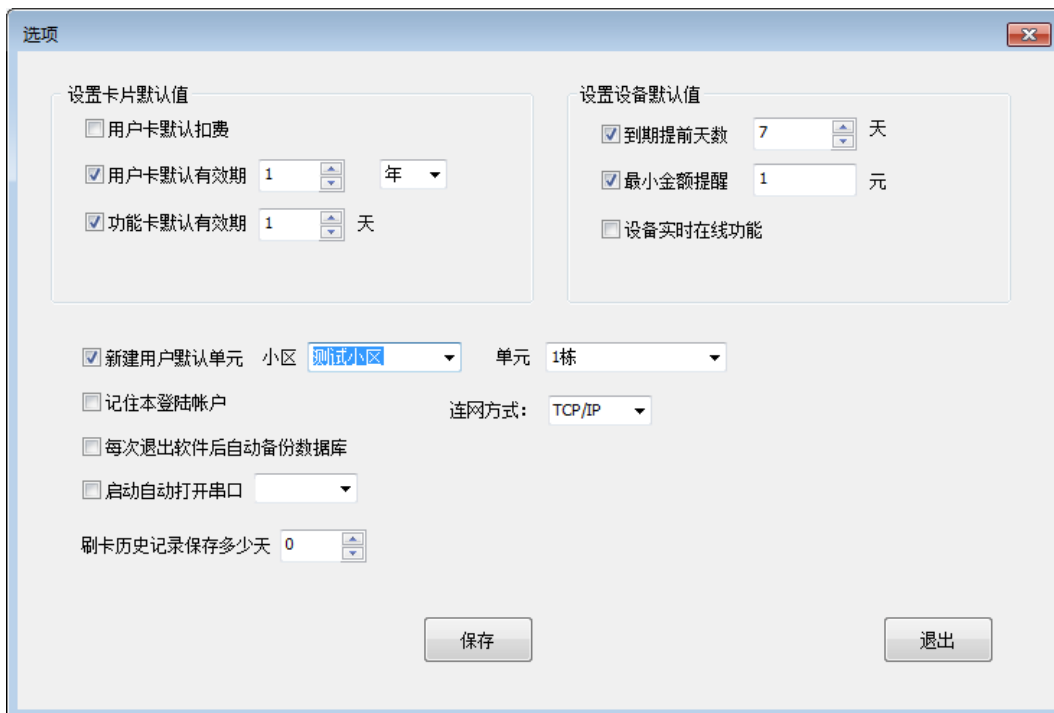 选项
设置卡片默认值
用户卡默认扣费
用户卡默认有效期 1 年
功能卡默认有效期 1 天
设置设备默认值
到期提前天数 7 天
最小金额提醒 1 元
设备实时在线功能
新建用户默认单元 小区 测试小区 单元 1栋
记住本登陆帐户 连网方式： TCP/IP
每次退出软件后自动备份数据库
启动自动打开串口
刷卡历史记录保存多少天 0
保存 退出